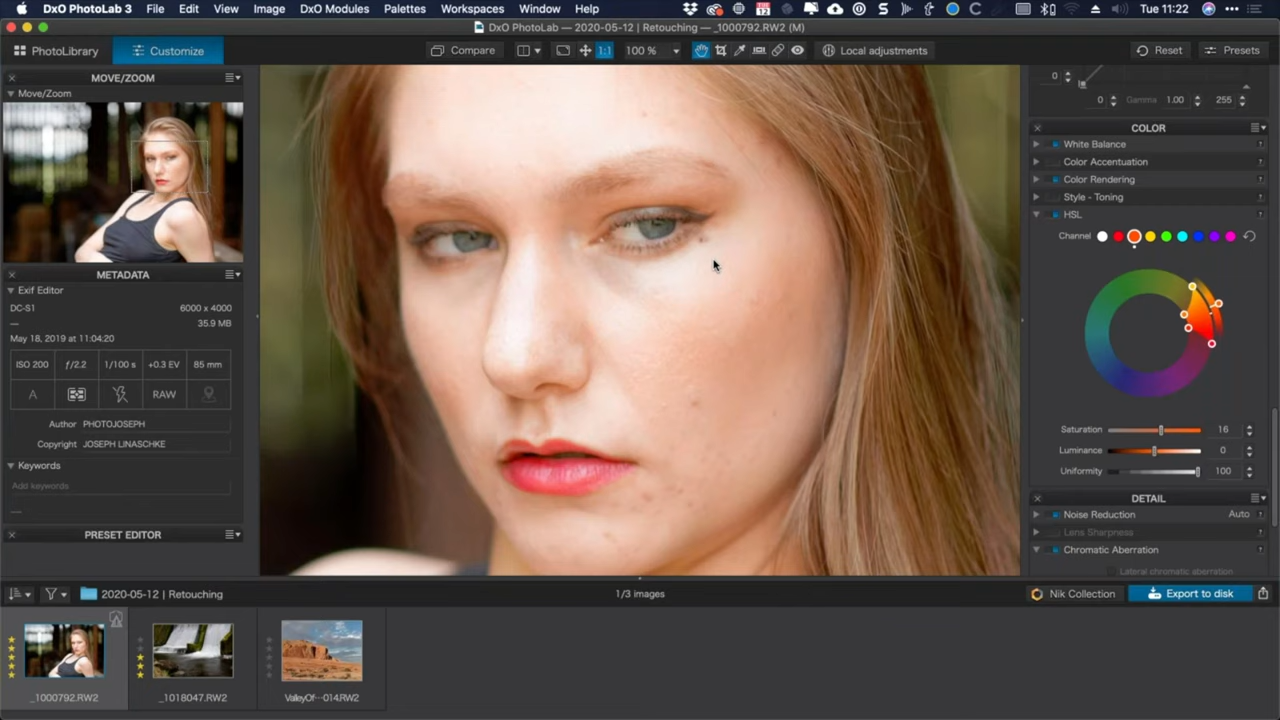 DxO PhotoLab 3 File Edit View Image DxO Modules Palettes Workspaces Window Help
TUE 12
Tue 11:22
DxO PhotoLab — 2020-05-12 | Retouching — _1000792.RW2 (M)
PhotoLibrary Customize Compare 1:1 100 % Local adjustments Reset Presets
MOVE/ZOOM
Move/Zoom
METADATA
Exif Editor
DC-S1 6000 x 4000
— 35.9 MB
May 18, 2019 at 11:04:20
ISO 200 ƒ/2.2 1/100 s +0.3 EV 85 mm
A RAW
Author PHOTOJOSEPH
Copyright JOSEPH LINASCHKE
Keywords
Add keywords
—
PRESET EDITOR
0
0 Gamma 1.00 255
COLOR
White Balance ?
Color Accentuation ?
Color Rendering ?
Style - Toning ?
HSL ?
Channel
Saturation 16
Luminance 0
Uniformity 100
DETAIL
Noise Reduction Auto ?
Lens Sharpness ?
Chromatic Aberration ?
Lateral chromatic aberration
2020-05-12 | Retouching 1/3 images Nik Collection Export to disk
_1000792.RW2 _1018047.RW2 ValleyOf···014.RW2